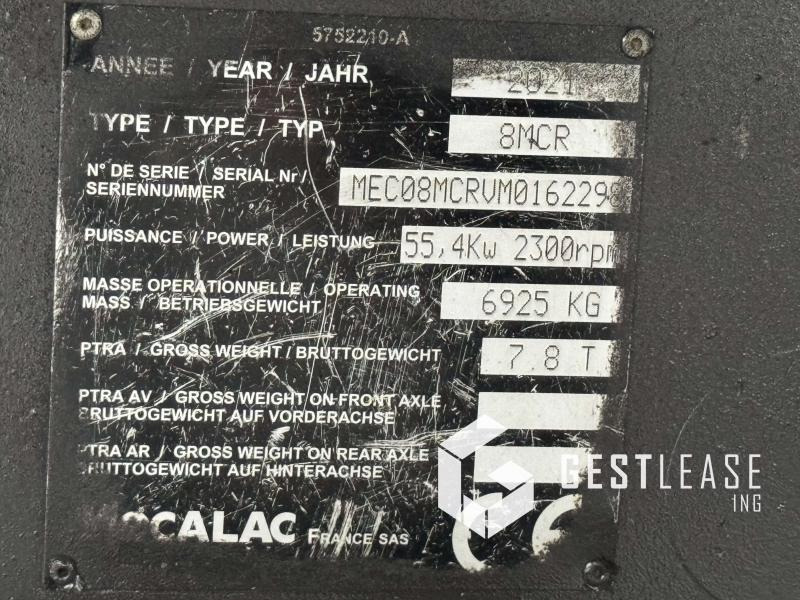 5752210-A
ANNEE / YEAR / JAHR 2021
TYPE / TYPE / TYP 8MCR
N° DE SERIE / SERIAL Nr /
SERIENNUMMER MEC08MCRVM0162298
PUISSANCE / POWER / LEISTUNG 55,4Kw 2300rpm
MASSE OPERATIONNELLE / OPERATING
MASS / BETRIEBSGEWICHT 6925 KG
PTRA / GROSS WEIGHT / BRUTTOGEWICHT 7.8 T
PTRA AV / GROSS WEIGHT ON FRONT AXLE
BRUTTOGEWICHT AUF VORDERACHSE
PTRA AR / GROSS WEIGHT ON REAR AXLE
BRUTTOGEWICHT AUF HINTERACHSE
MECALAC FRANCE SAS CE
GESTLEASE
ING